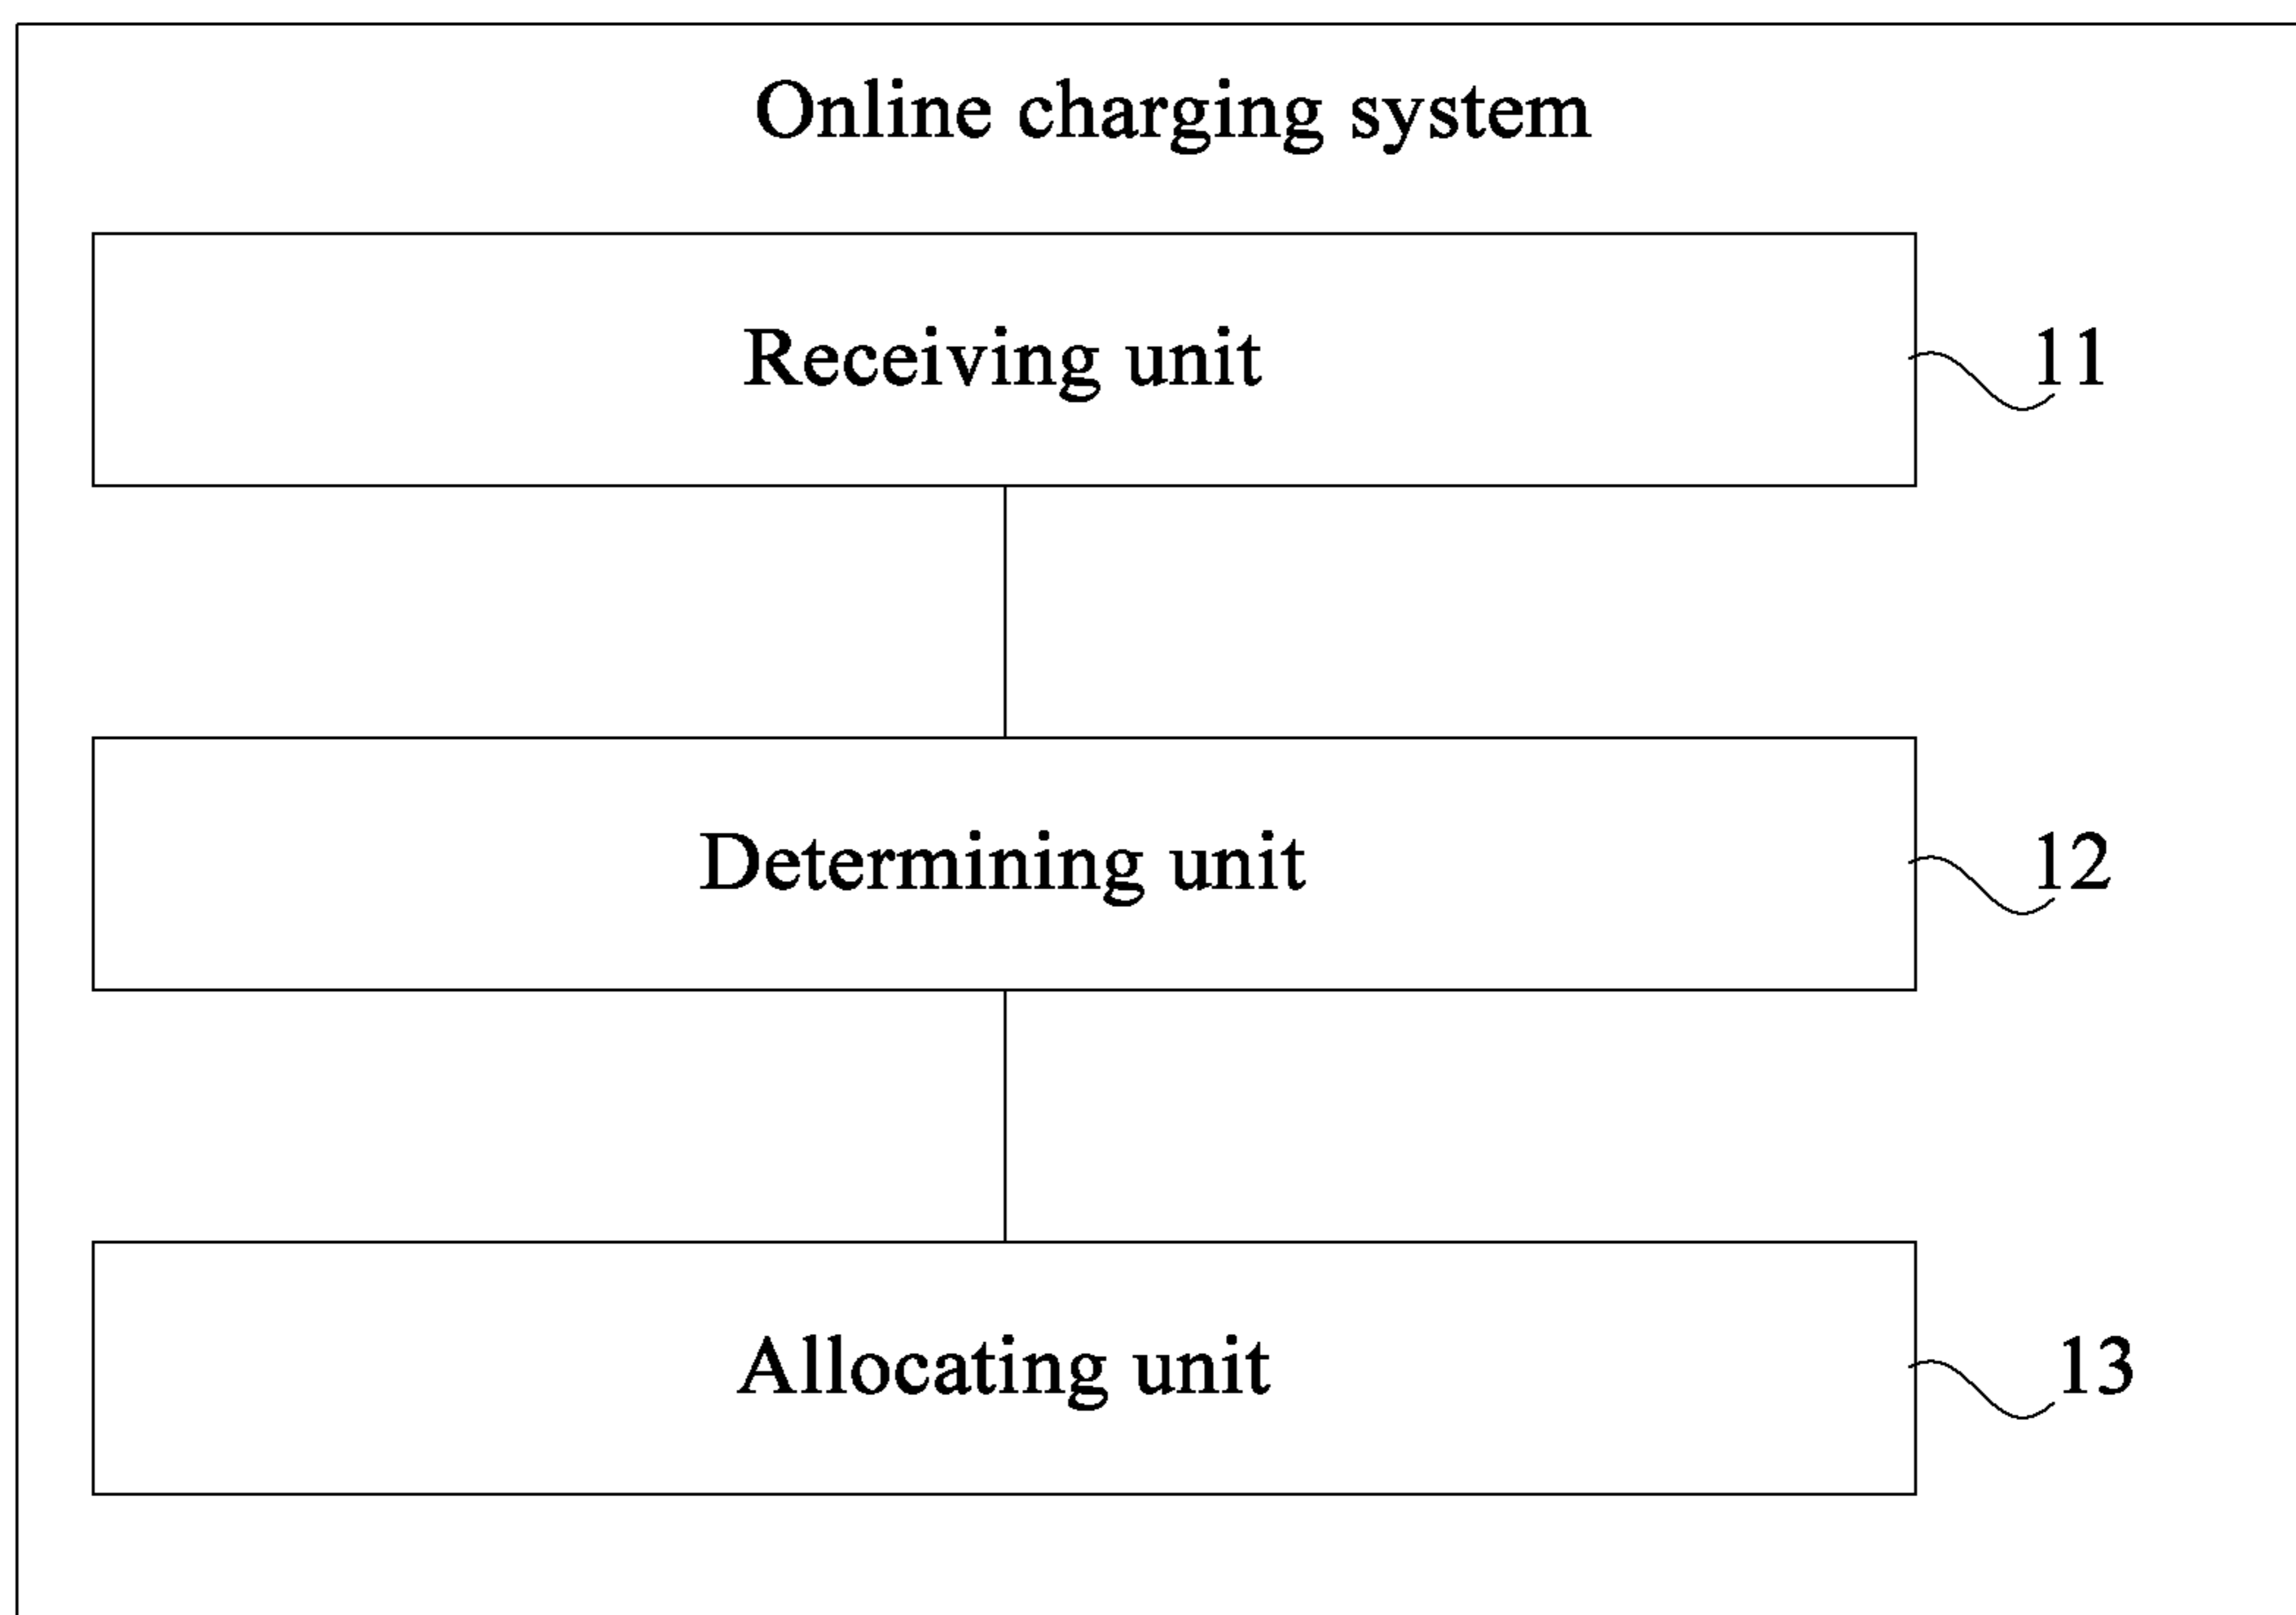 Online charging system
Receiving unit
11
Determining unit
12
Allocating unit
13